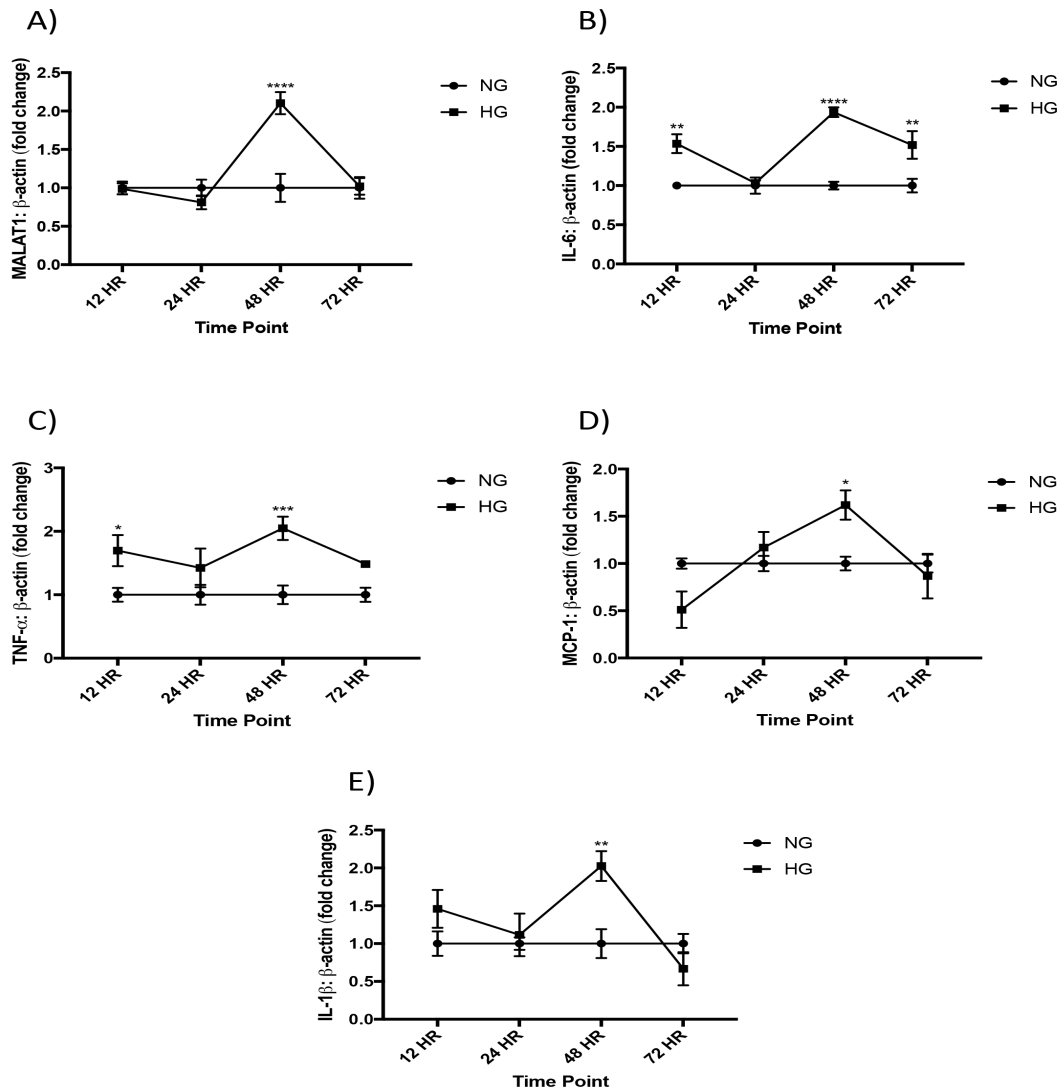 A)
MALAT1: β-actin (fold change)
2.5
2.0
1.5
1.0
0.5
0.0
****
12 HR
24 HR
48 HR
72 HR
Time Point
NG
HG
B)
IL-6: β-actin (fold change)
2.5
2.0
1.5
1.0
0.5
0.0
**
****
**
12 HR
24 HR
48 HR
72 HR
Time Point
NG
HG
C)
TNF-α: β-actin (fold change)
3
2
1
0
*
***
12 HR
24 HR
48 HR
72 HR
Time Point
NG
HG
D)
MCP-1: β-actin (fold change)
2.0
1.5
1.0
0.5
0.0
*
12 HR
24 HR
48 HR
72 HR
Time Point
NG
HG
E)
IL-1β: β-actin (fold change)
2.5
2.0
1.5
1.0
0.5
0.0
**
12 HR
24 HR
48 HR
72 HR
Time Point
NG
HG